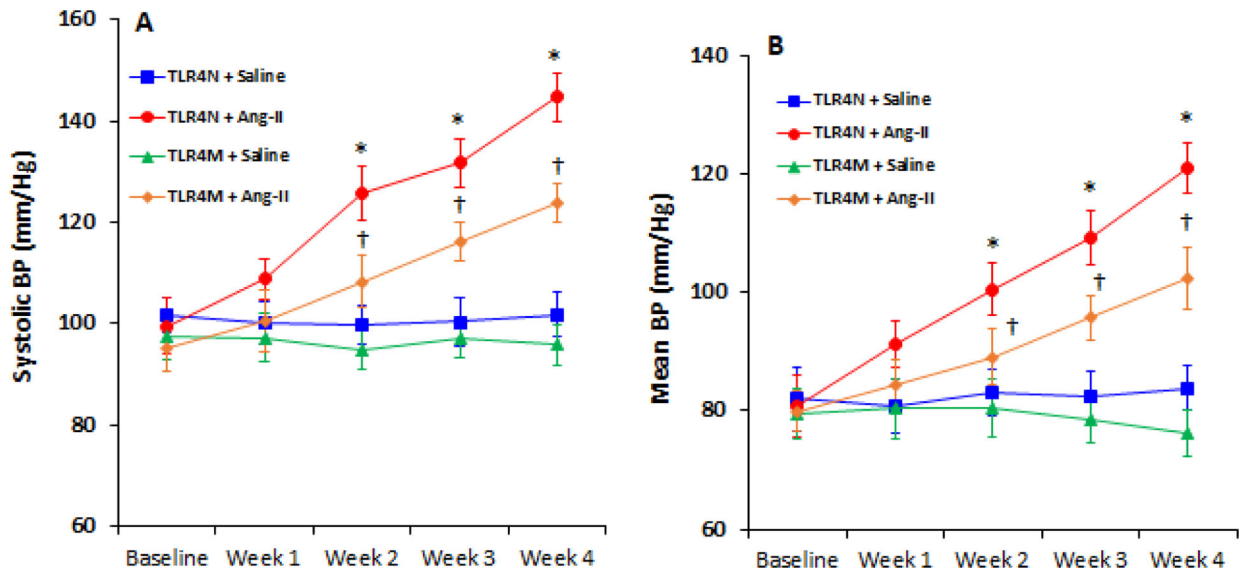 A
Systolic BP (mm/Hg)
160
140
120
100
80
60
TLR4N + Saline
TLR4N + Ang-II
TLR4M + Saline
TLR4M + Ang-II
*
*
*
†
†
†
Baseline Week 1 Week 2 Week 3 Week 4
B
Mean BP (mm/Hg)
140
120
100
80
60
TLR4N + Saline
TLR4N + Ang-II
TLR4M + Saline
TLR4M + Ang-II
*
*
*
†
†
†
Baseline Week 1 Week 2 Week 3 Week 4